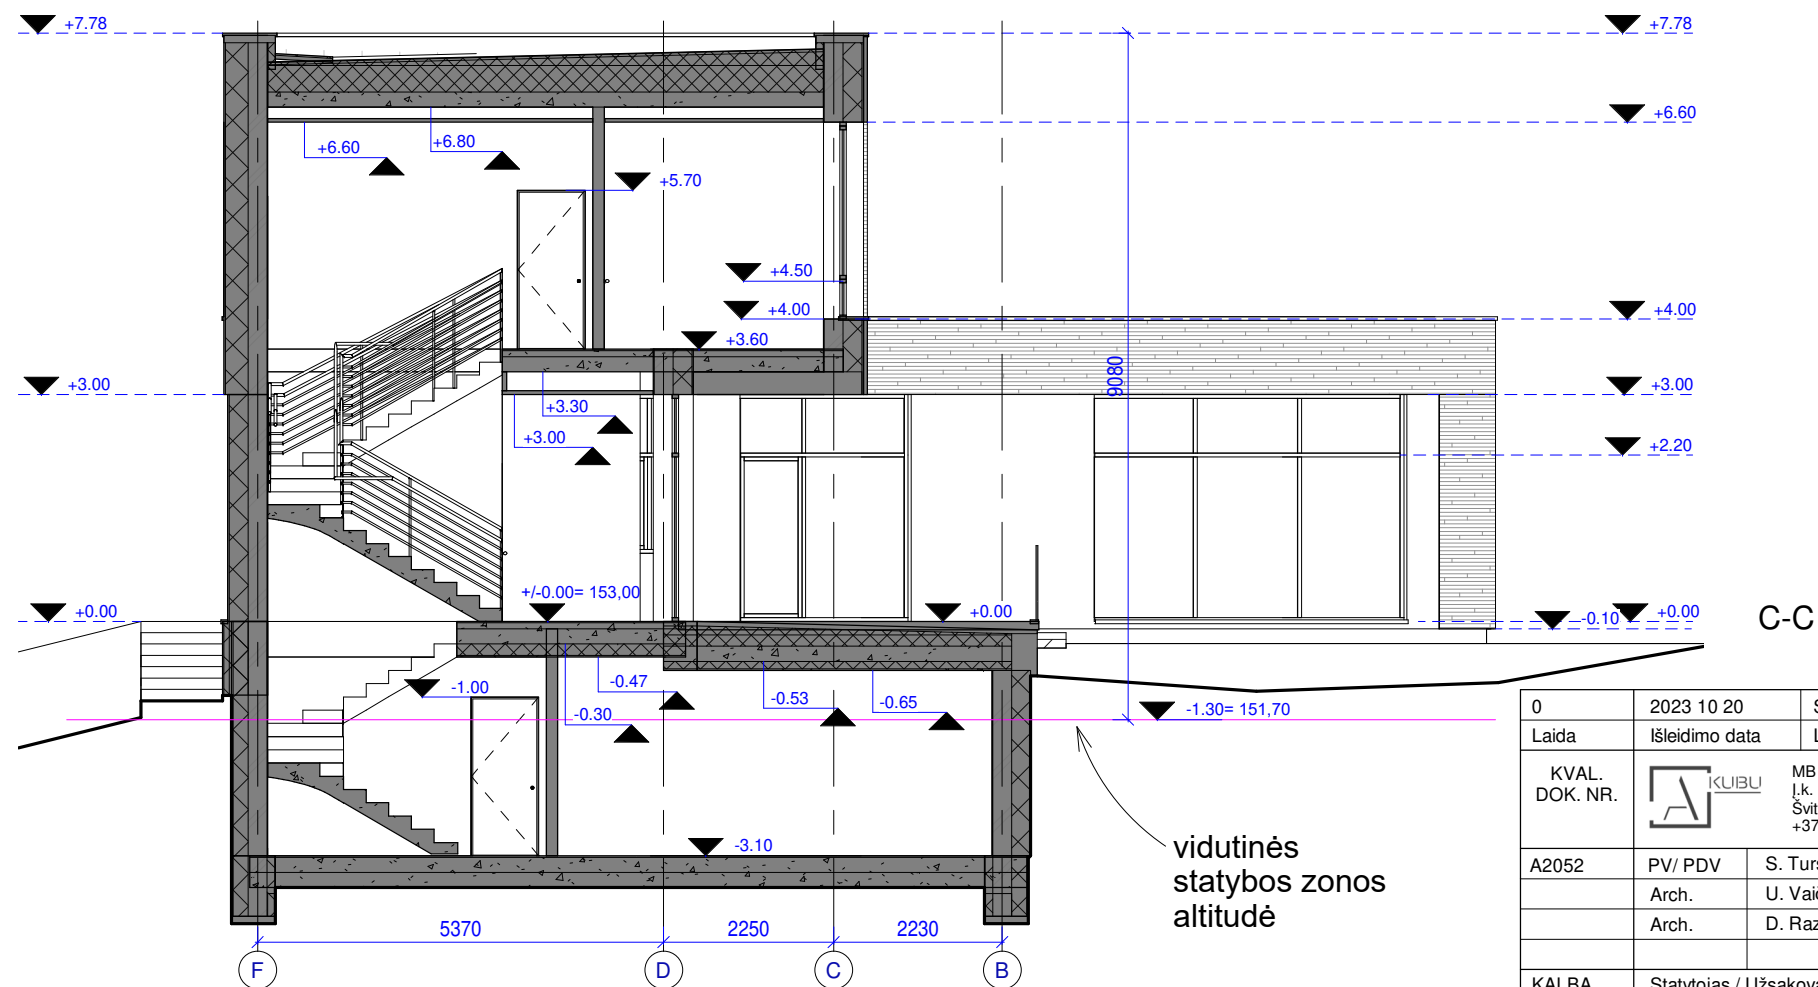 +7.78
+7.78
+6.60
+6.60
+6.80
+5.70
+4.50
+4.00
+4.00
+3.60
+3.00
+3.00
9080
+3.30
+3.00
+2.20
+/-0.00= 153,00
+0.00
+0.00
-0.10
+0.00
C-C
-1.00
-0.47
-0.30
-0.53
-0.65
-1.30= 151,70
-3.10
vidutinės
statybos zonos
altitudė
5370
2250
2230
F
D
C
B
0
2023 10 20
Laida
Išleidimo data
KVAL.
DOK. NR.
KUBU
MB
Į.k.
+37
A2052
PV/ PDV
S.
Arch.
U.
Arch.
D.
KALBA
Statytojas /